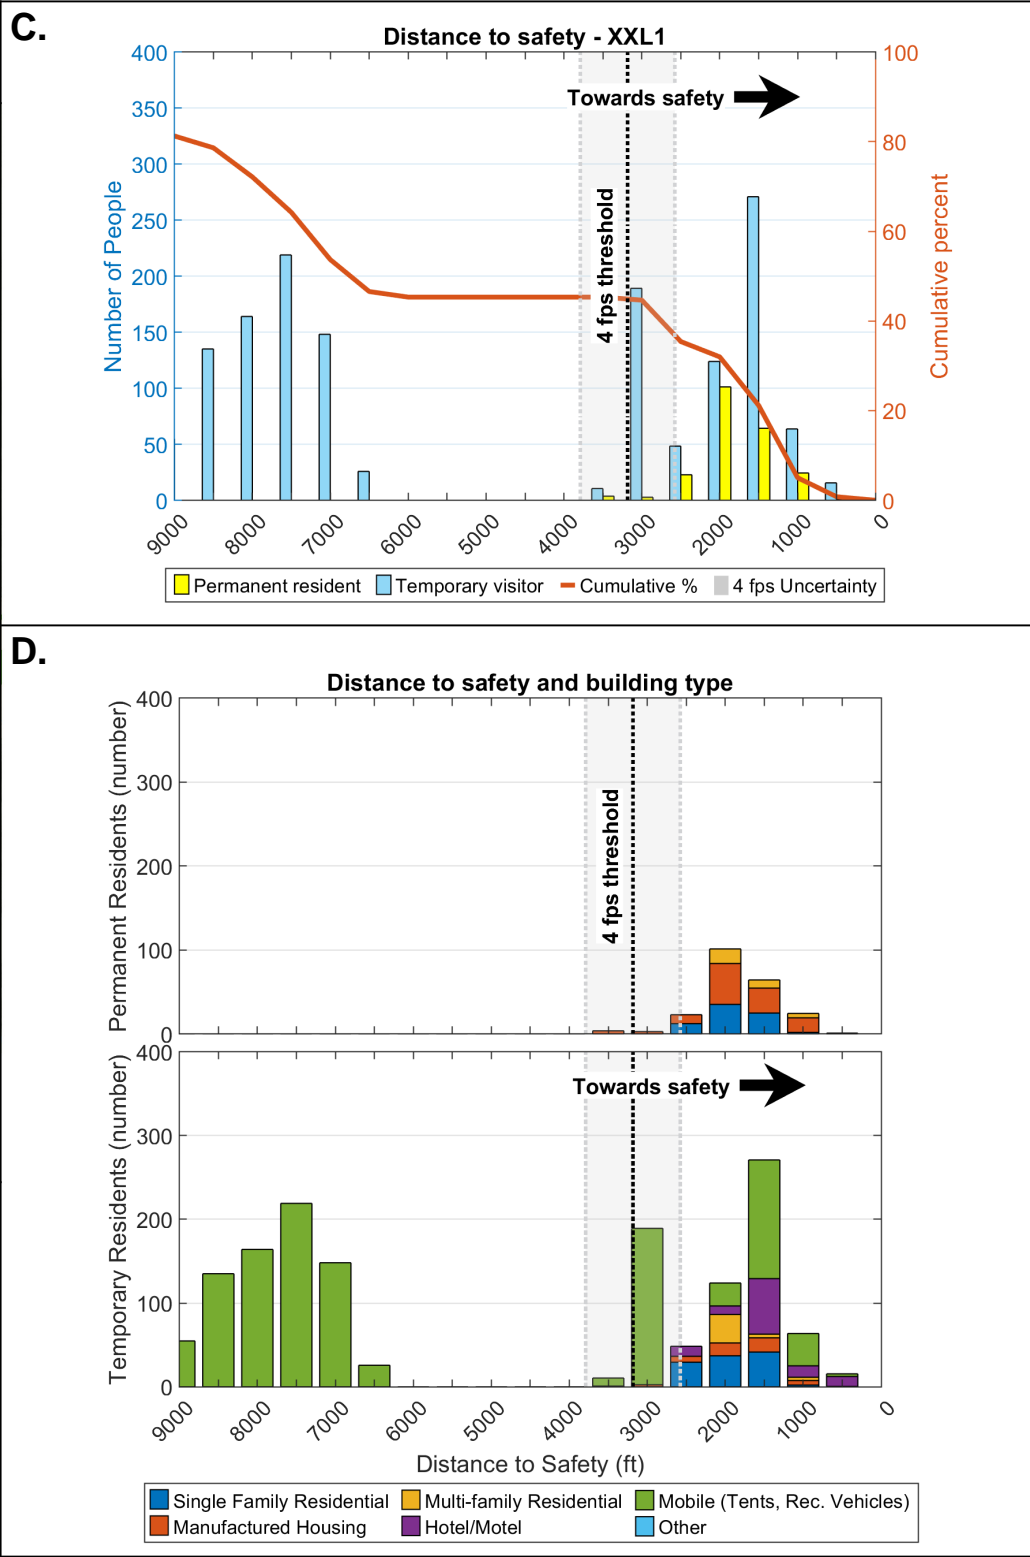 C.
Distance to safety - XXL1
400
350
300
250
200
150
100
50
0
Number of People
100
80
60
40
20
0
Cumulative percent
Towards safety
4 fps threshold
9000
8000
7000
6000
5000
4000
3000
2000
1000
0
Permanent resident
Temporary visitor
Cumulative %
4 fps Uncertainty
D.
Distance to safety and building type
400
300
200
100
0
Permanent Residents (number)
4 fps threshold
400
300
200
100
0
Temporary Residents (number)
Towards safety
9000
8000
7000
6000
5000
4000
3000
2000
1000
0
Distance to Safety (ft)
Single Family Residential
Multi-family Residential
Mobile (Tents, Rec. Vehicles)
Manufactured Housing
Hotel/Motel
Other